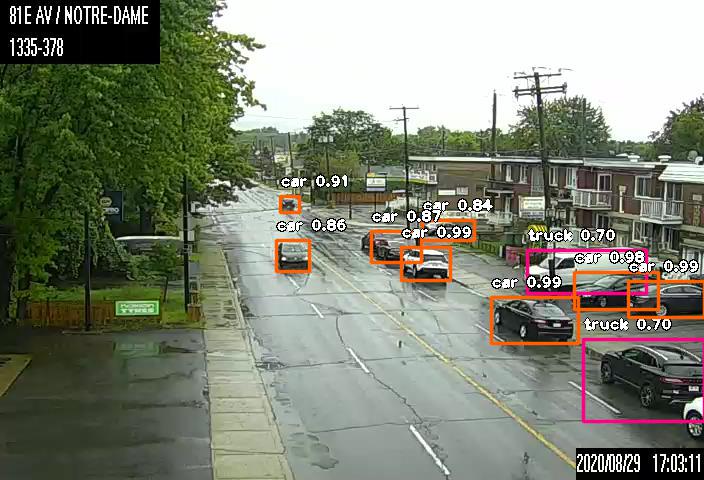 81E AV / NOTRE-DAME
1335-378
car 0.91
car 0.84
car 0.87
car 0.86
car 0.99
truck 0.70
car 0.98
car 0.99
car 0.99
truck 0.70
TYRES
2020/08/29 17:03:11